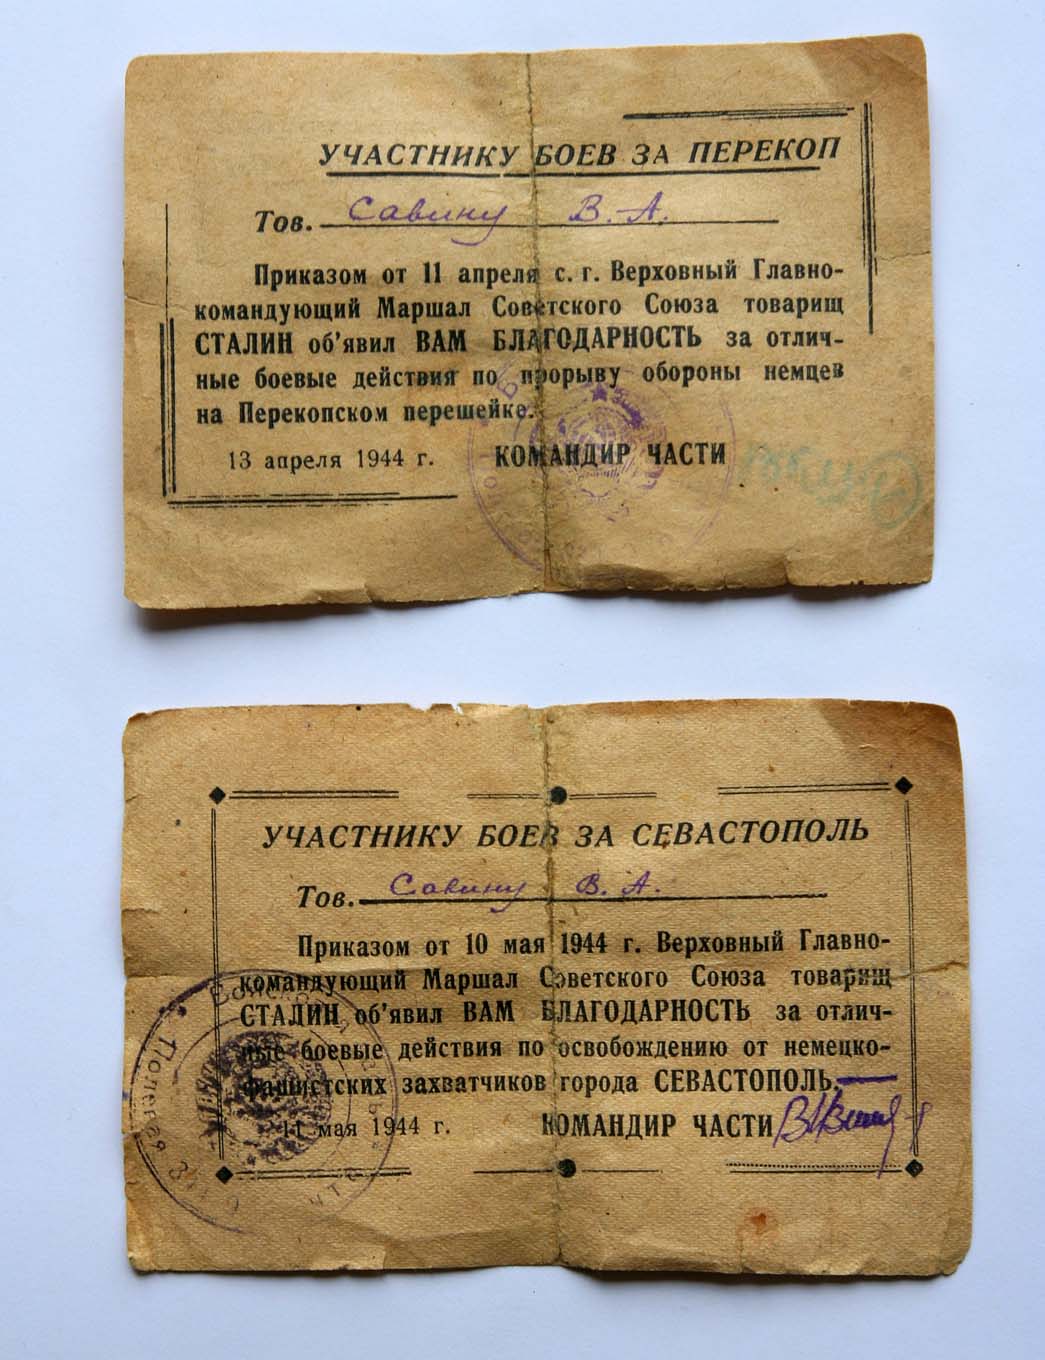 УЧАСТНИКУ БОЕВ ЗА ПЕРЕКОП
Тов. Савину В. А.
Приказом от 11 апреля с. г. Верховный Главно-
командующий Маршал Советского Союза товарищ
СТАЛИН об'явил ВАМ БЛАГОДАРНОСТЬ за отлич-
ные боевые действия по прорыву обороны немцев
на Перекопском перешейке.
13 апреля 1944 г. КОМАНДИР ЧАСТИ
УЧАСТНИКУ БОЕВ ЗА СЕВАСТОПОЛЬ
Тов. Савину В. А.
Приказом от 10 мая 1944 г. Верховный Главно-
командующий Маршал Советского Союза товарищ
СТАЛИН об'явил ВАМ БЛАГОДАРНОСТЬ за отлич-
ные боевые действия по освобождению от немецко-
фашистских захватчиков города СЕВАСТОПОЛЬ.
11 мая 1944 г. КОМАНДИР ЧАСТИ
Полевая